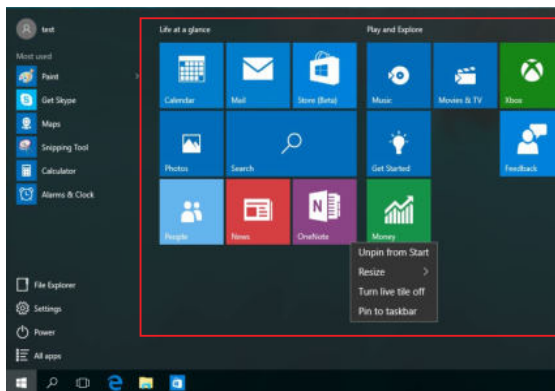 test
Most used
Paint
Get Skype
Maps
Snipping Tool
Calculator
Alarms & Clock
File Explorer
Settings
Power
All apps
Life at a glance
Play and Explore
Calendar
Mail
Store (Beta)
Music
Movies & TV
Xbox
Photos
Search
Get Started
Feedback
People
News
OneNote
Money
Unpin from Start
Resize
Turn live tile off
Pin to taskbar